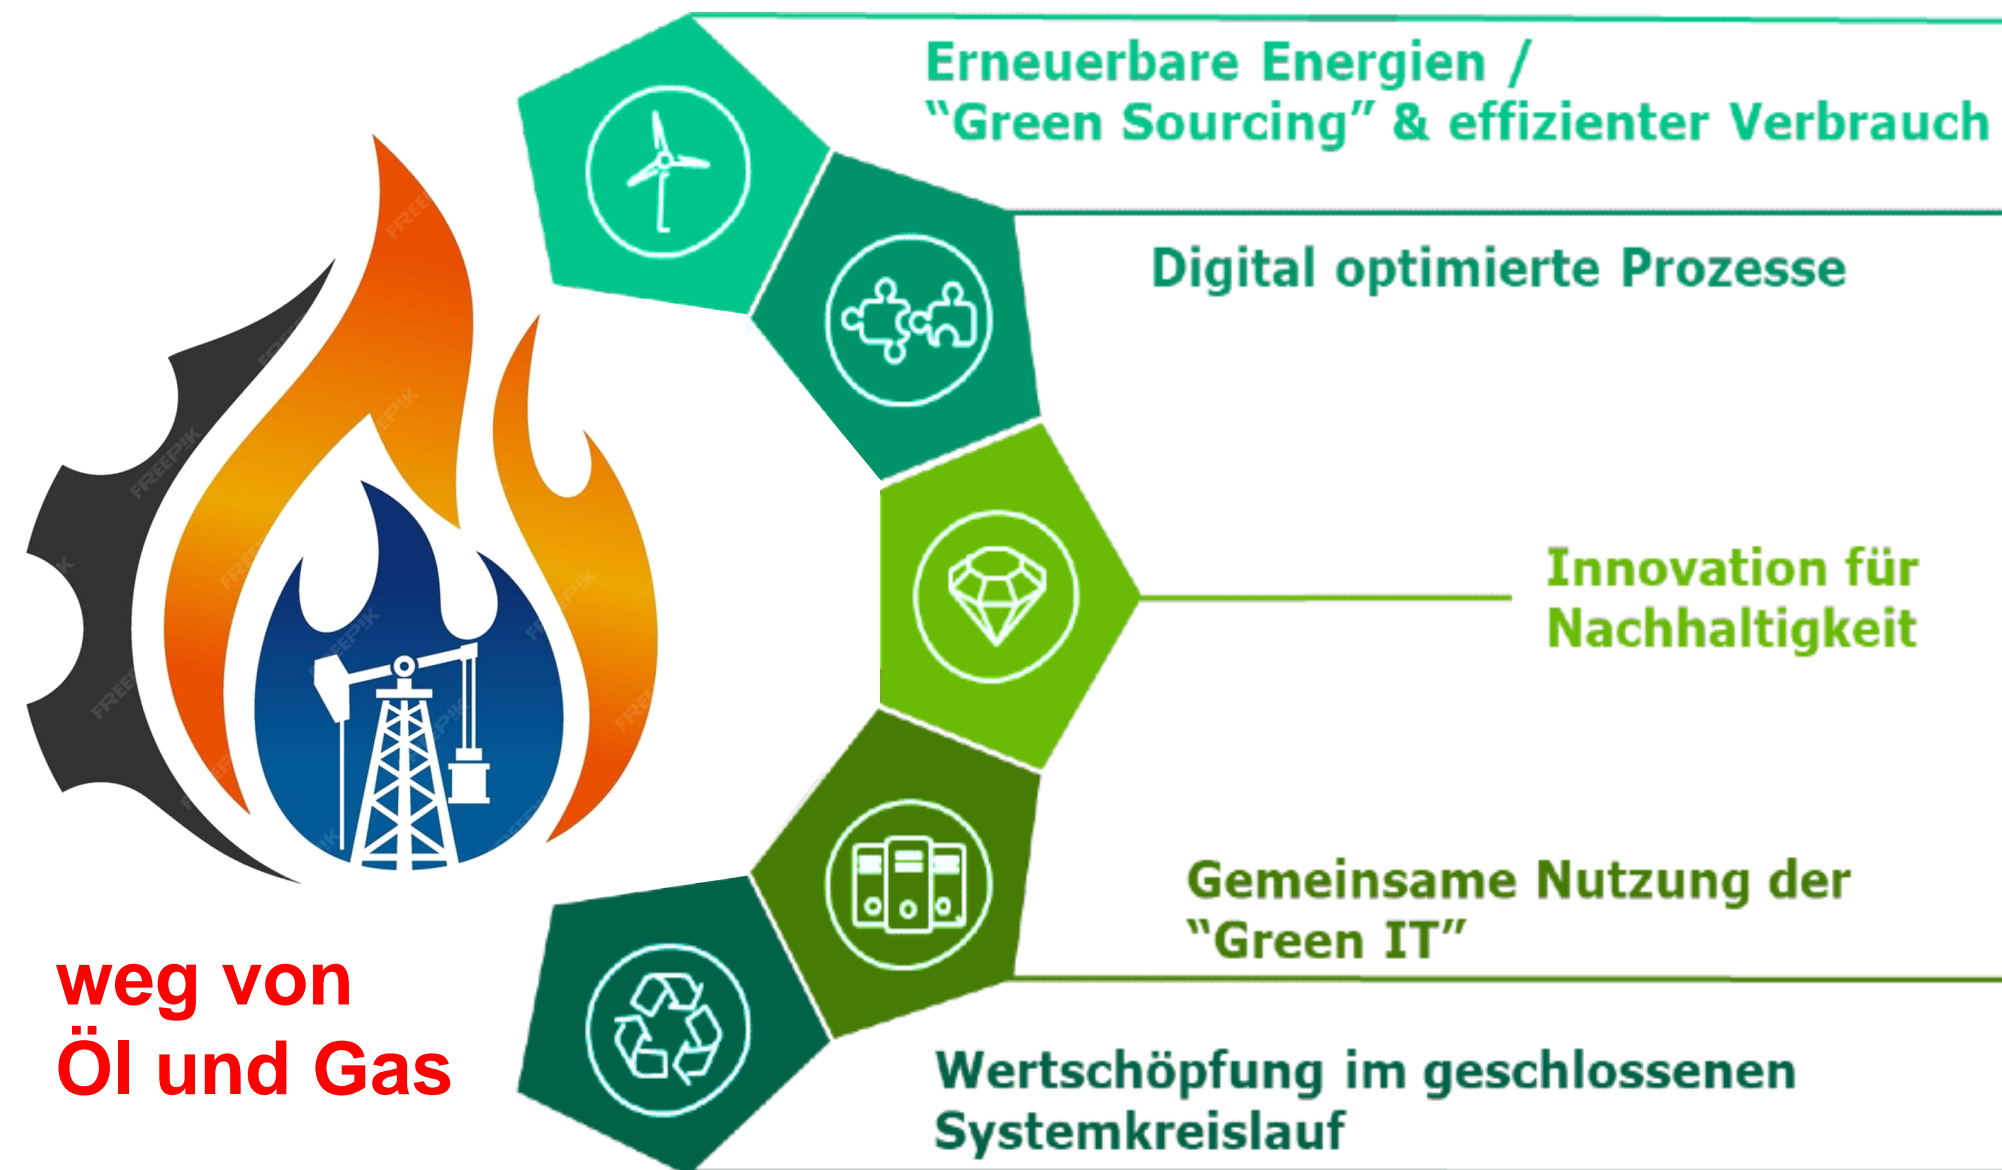 Erneuerbare Energien /
“Green Sourcing” & effizienter Verbrauch
Digital optimierte Prozesse
Innovation für
Nachhaltigkeit
Gemeinsame Nutzung der
“Green IT”
Wertschöpfung im geschlossenen
Systemkreislauf
weg von
Öl und Gas
FREEPIK